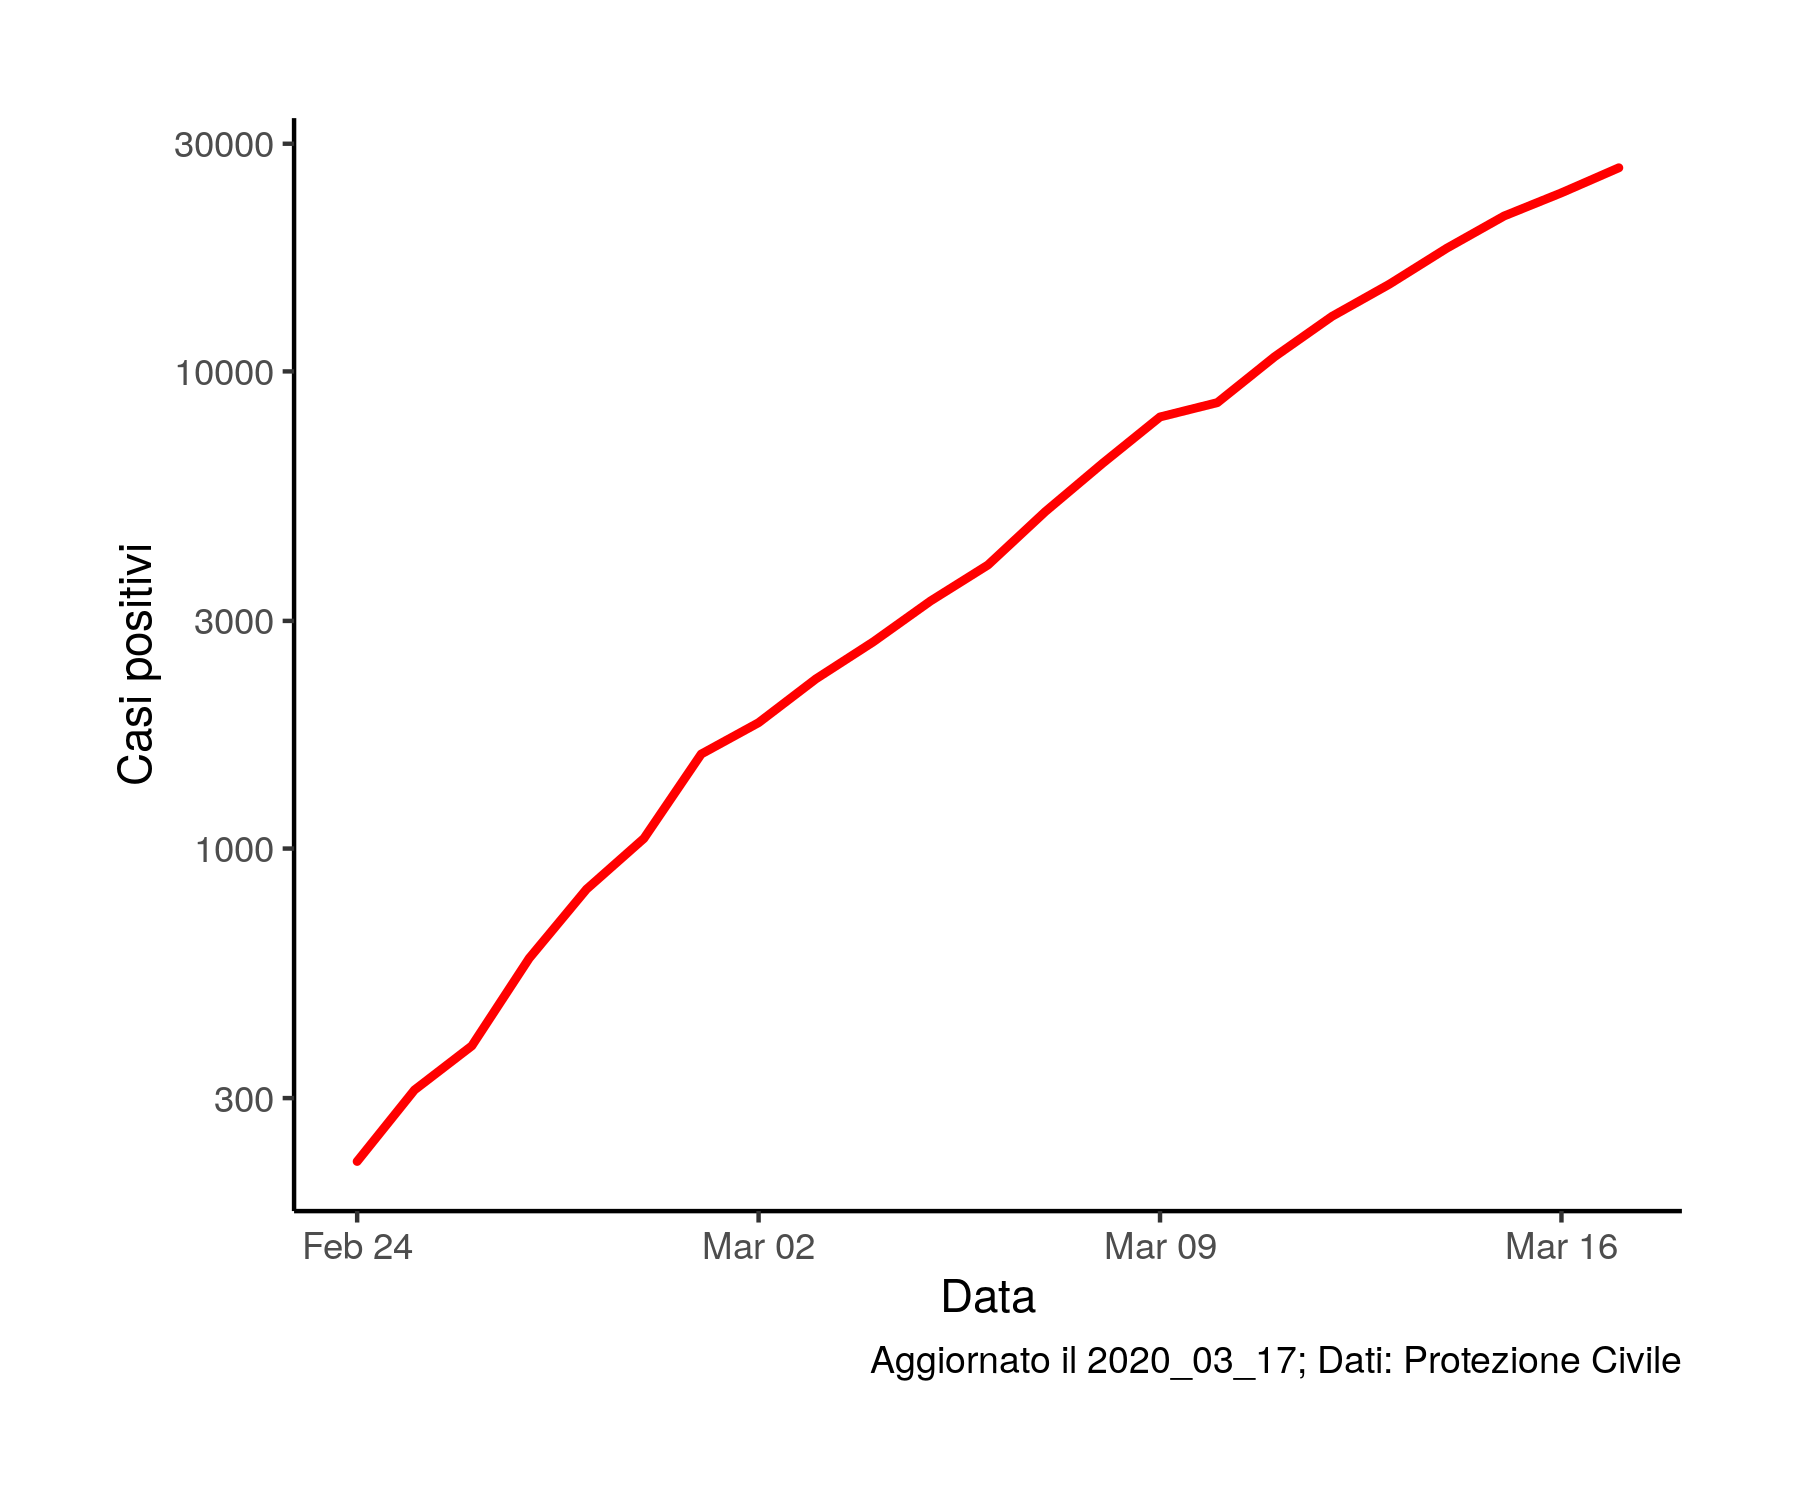 30000
10000
3000
1000
300
Casi positivi
Feb 24 Mar 02 Mar 09 Mar 16
Data
Aggiornato il 2020_03_17; Dati: Protezione Civile